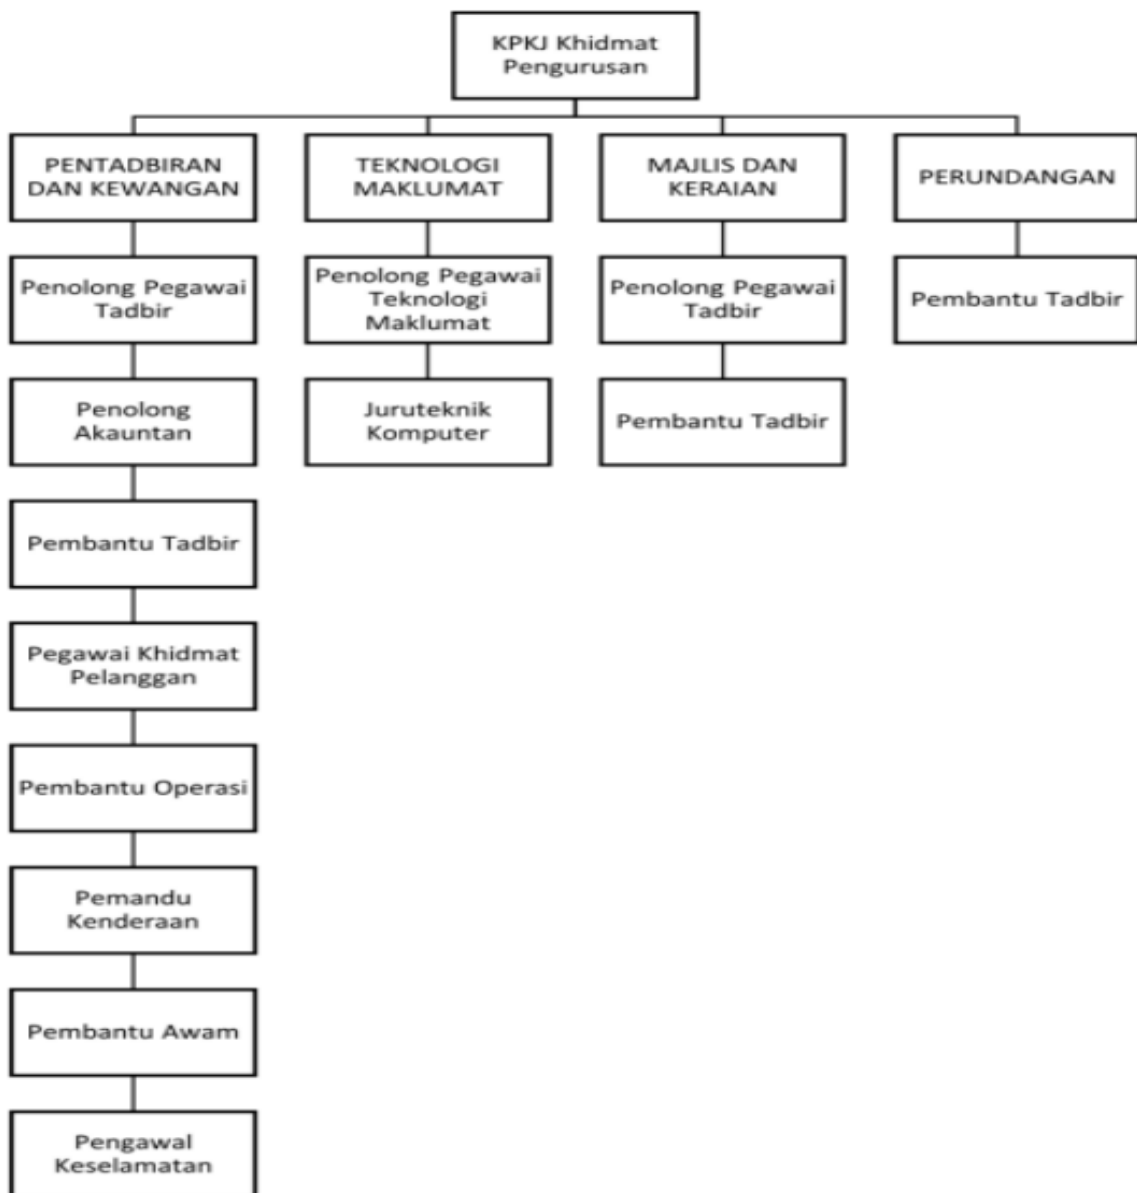 KPKJ Khidmat
Pengurusan
PENTADBIRAN
DAN KEWANGAN
TEKNOLOGI
MAKLUMAT
MAJLIS DAN
KERAIAN
PERUNDANGAN
Penolong Pegawai
Tadbir
Penolong Pegawai
Teknologi
Maklumat
Penolong Pegawai
Tadbir
Pembantu Tadbir
Penolong
Akauntan
Juruteknik
Komputer
Pembantu Tadbir
Pembantu Tadbir
Pegawai Khidmat
Pelanggan
Pembantu Operasi
Pemandu
Kenderaan
Pembantu Awam
Pengawal
Keselamatan